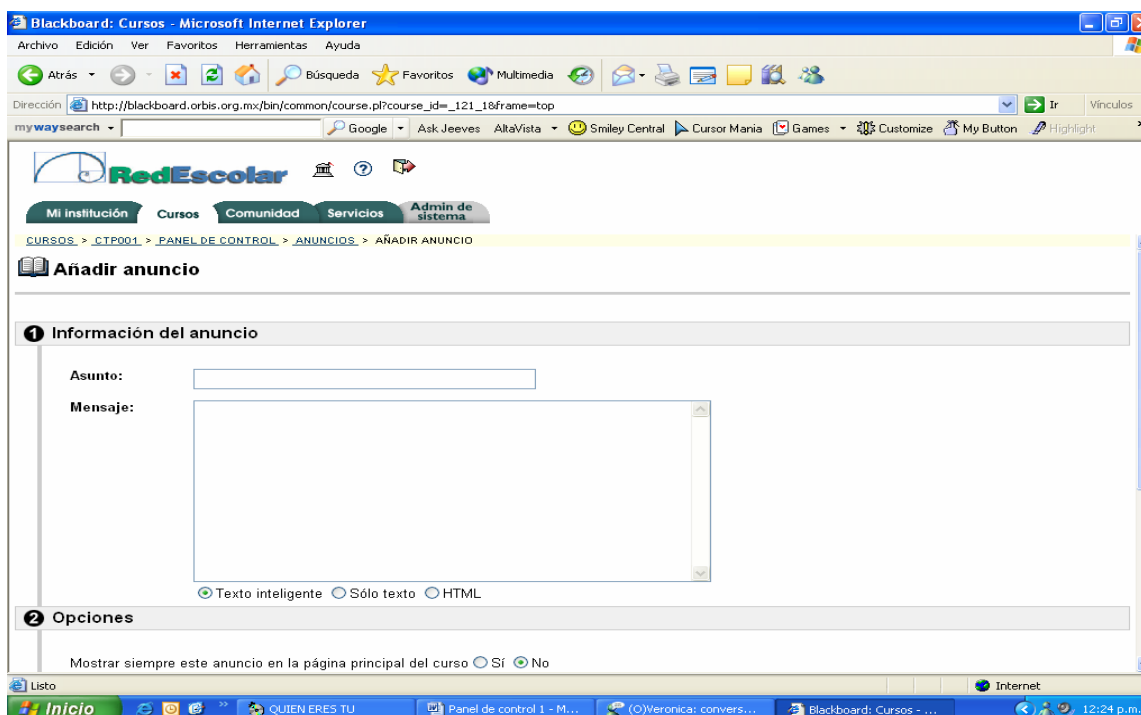 Blackboard: Cursos - Microsoft Internet Explorer
Archivo Edición Ver Favoritos Herramientas Ayuda
Atrás Búsqueda Favoritos Multimedia
Dirección http://blackboard.orbis.org.mx/bin/common/course.pl?course_id=_121_1&frame=top Ir Vínculos
mywaysearch Google Ask Jeeves AltaVista Smiley Central Cursor Mania Games Customize My Button Highlight
RedEscolar
Mi institución Cursos Comunidad Servicios Admin de sistema
CURSOS > CTP001 > PANEL DE CONTROL > ANUNCIOS > AÑADIR ANUNCIO
Añadir anuncio
1 Información del anuncio
Asunto:
Mensaje:
Texto inteligente Sólo texto HTML
2 Opciones
Mostrar siempre este anuncio en la página principal del curso Sí No
Listo Internet
Inicio QUIEN ERES TU Panel de control 1 - M... (O)Veronica: convers... Blackboard: Cursos - ... 12:24 p.m.